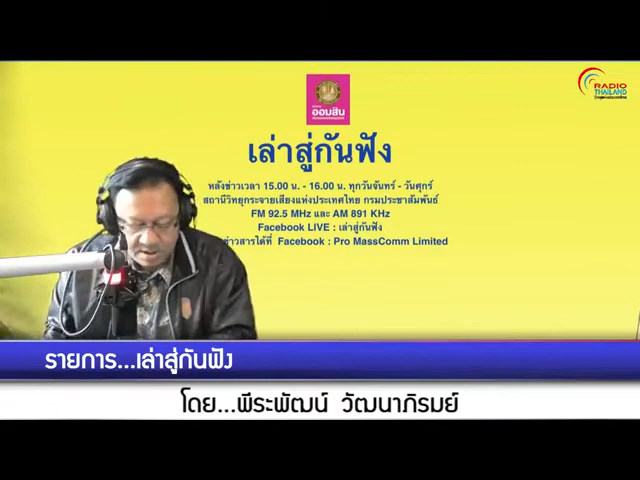 RADIO
THAILAND
ออมสิน
เล่าสู่กันฟัง
หลังข่าวเวลา 15.00 น. - 16.00 น. ทุกวันจันทร์ - วันศุกร์
สถานีวิทยุกระจายเสียงแห่งประเทศไทย กรมประชาสัมพันธ์
FM 92.5 MHz และ AM 891 KHz
Facebook LIVE : เล่าสู่กันฟัง
ข่าวสารได้ที่ Facebook : Pro MassComm Limited
รายการ...เล่าสู่กันฟัง
โดย...พีระพัฒน์ วัฒนาภิรมย์